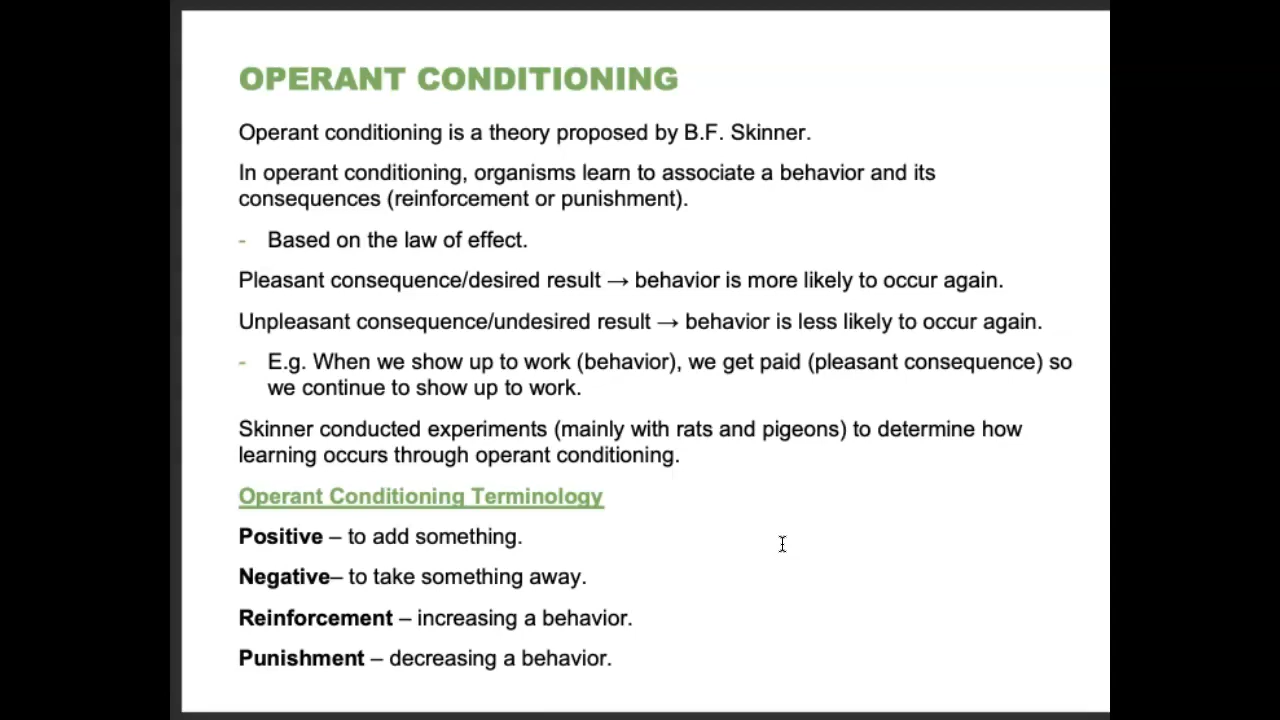 OPERANT CONDITIONING
Operant conditioning is a theory proposed by B.F. Skinner.
In operant conditioning, organisms learn to associate a behavior and its
consequences (reinforcement or punishment).
- Based on the law of effect.
Pleasant consequence/desired result → behavior is more likely to occur again.
Unpleasant consequence/undesired result → behavior is less likely to occur again.
- E.g. When we show up to work (behavior), we get paid (pleasant consequence) so
we continue to show up to work.
Skinner conducted experiments (mainly with rats and pigeons) to determine how
learning occurs through operant conditioning.
Operant Conditioning Terminology
Positive – to add something.
Negative– to take something away.
Reinforcement – increasing a behavior.
Punishment – decreasing a behavior.